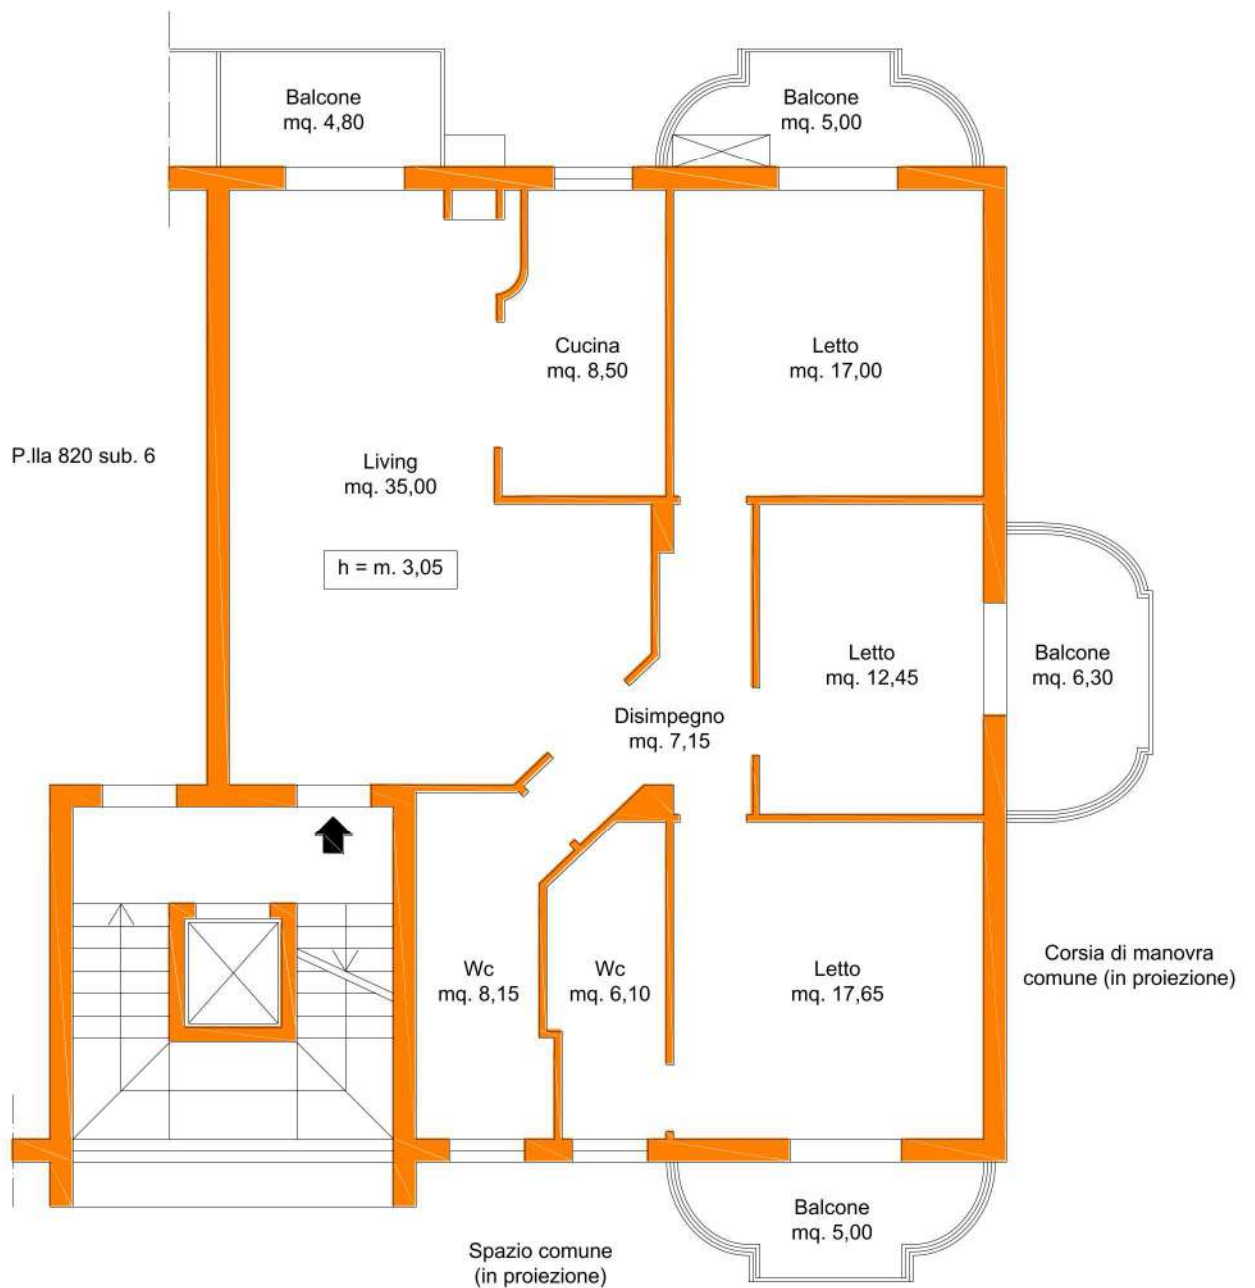 Balcone
mq. 4,80
Balcone
mq. 5,00
Cucina
mq. 8,50
Letto
mq. 17,00
P.lla 820 sub. 6
Living
mq. 35,00
h = m. 3,05
Letto
mq. 12,45
Balcone
mq. 6,30
Disimpegno
mq. 7,15
Wc
mq. 8,15
Wc
mq. 6,10
Letto
mq. 17,65
Corsia di manovra
comune (in proiezione)
Balcone
mq. 5,00
Spazio comune
(in proiezione)